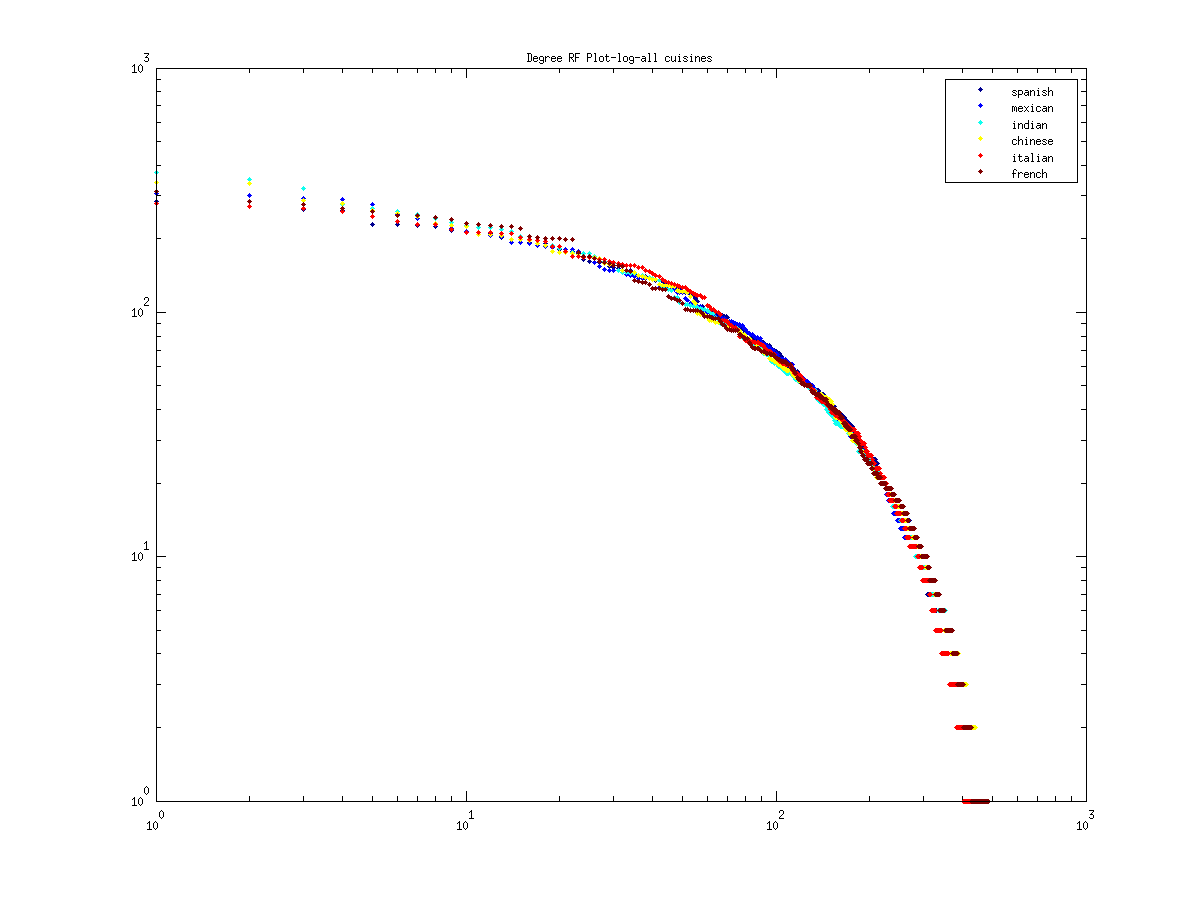 Degree RF Plot-log-all cuisines
10^3
spanish
mexican
indian
chinese
italian
french
10^2
10^1
10^0
10^0 10^1 10^2 10^3